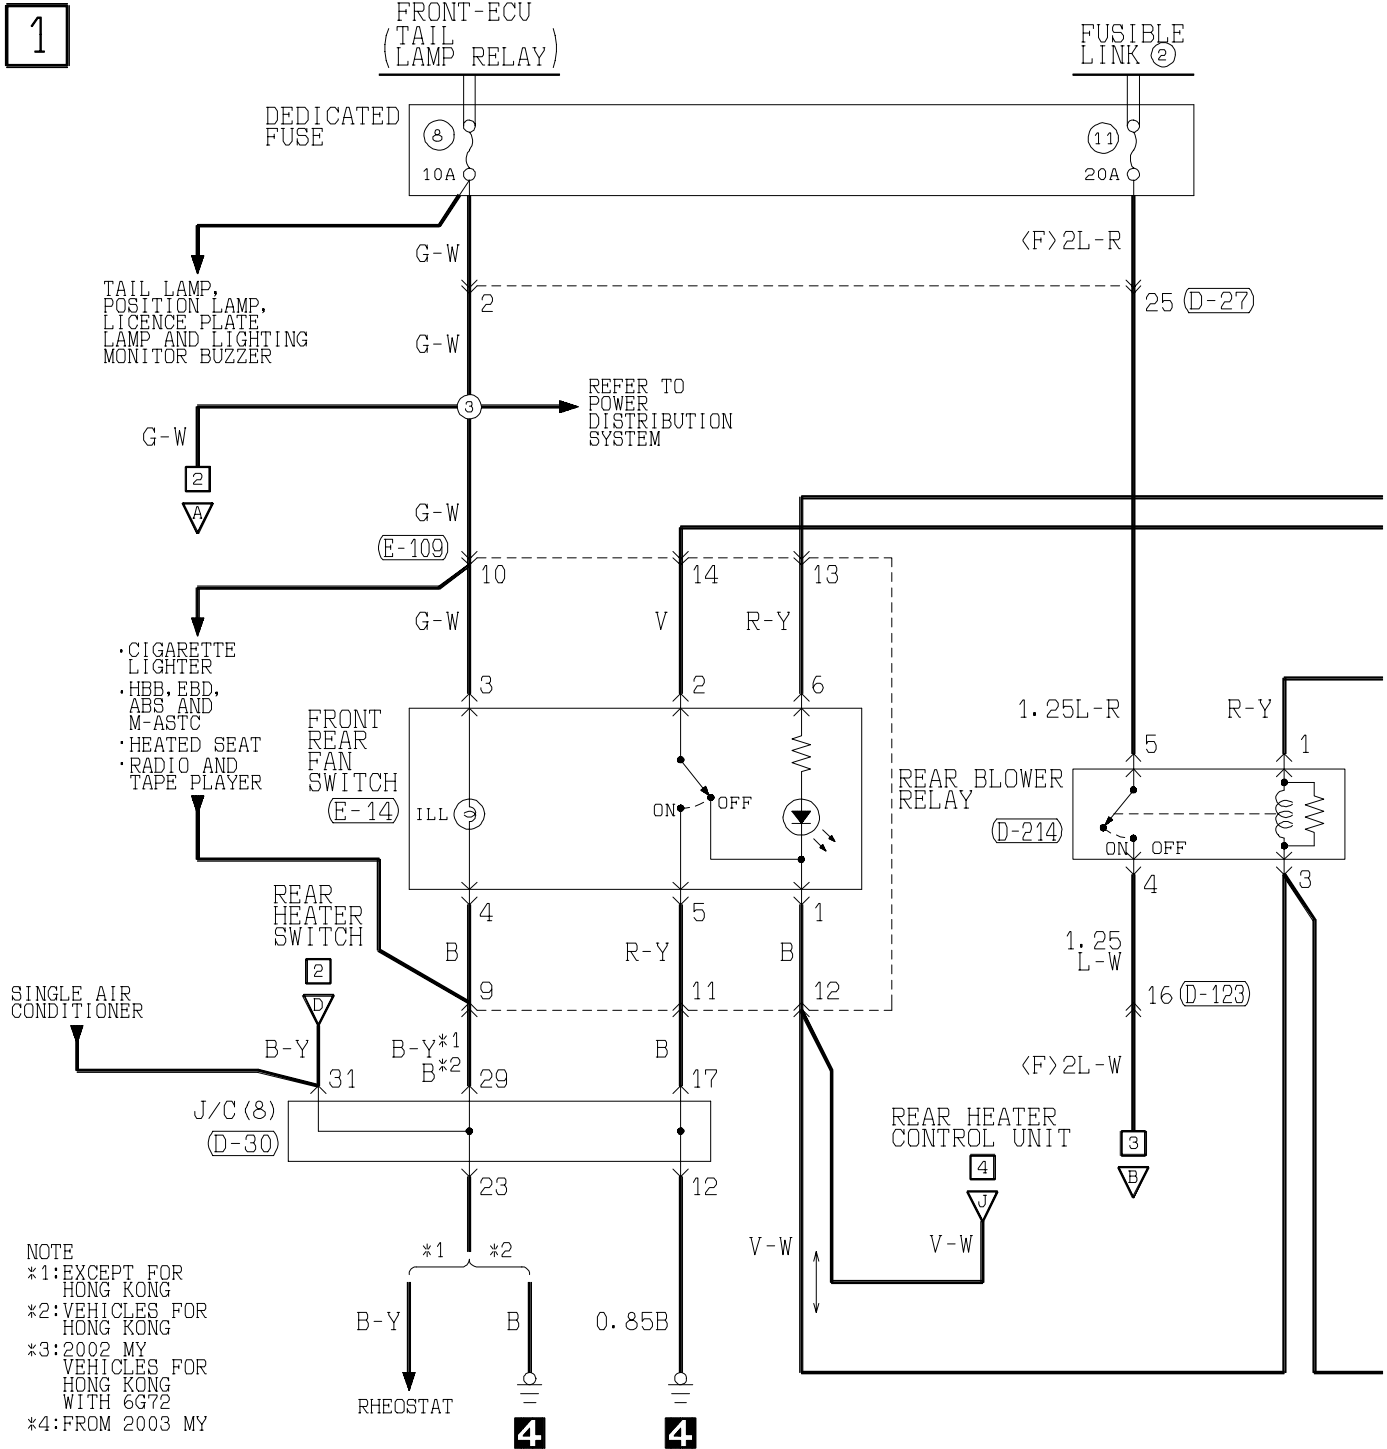 1
FRONT-ECU
(TAIL
LAMP RELAY)
FUSIBLE
LINK ②
DEDICATED
FUSE
8
10A
11
20A
G-W
<F>2L-R
2
25 (D-27)
TAIL LAMP,
POSITION LAMP,
LICENCE PLATE
LAMP AND LIGHTING
MONITOR BUZZER
G-W
3
REFER TO
POWER
DISTRIBUTION
SYSTEM
G-W
2
A
G-W
(E-109)
10
14
13
G-W
V
R-Y
·CIGARETTE
LIGHTER
·HBB,EBD,
ABS AND
M-ASTC
·HEATED SEAT
·RADIO AND
TAPE PLAYER
3
2
6
FRONT
REAR
FAN
SWITCH
(E-14)
ILL
ON
OFF
1.25L-R
R-Y
5
1
REAR BLOWER
RELAY
(D-214)
ON
OFF
4
3
4
5
1
REAR
HEATER
SWITCH
2
D
B
R-Y
B
1.25
L-W
9
11
12
16 (D-123)
SINGLE AIR
CONDITIONER
B-Y
B-Y*1
B*2
B
<F>2L-W
31
29
17
J/C(8)
(D-30)
REAR HEATER
CONTROL UNIT
4
J
3
B
23
12
*1
*2
V-W
V-W
B-Y
B
0.85B
RHEOSTAT
4
4
NOTE
*1:EXCEPT FOR
HONG KONG
*2:VEHICLES FOR
HONG KONG
*3:2002 MY
VEHICLES FOR
HONG KONG
WITH 6G72
*4:FROM 2003 MY